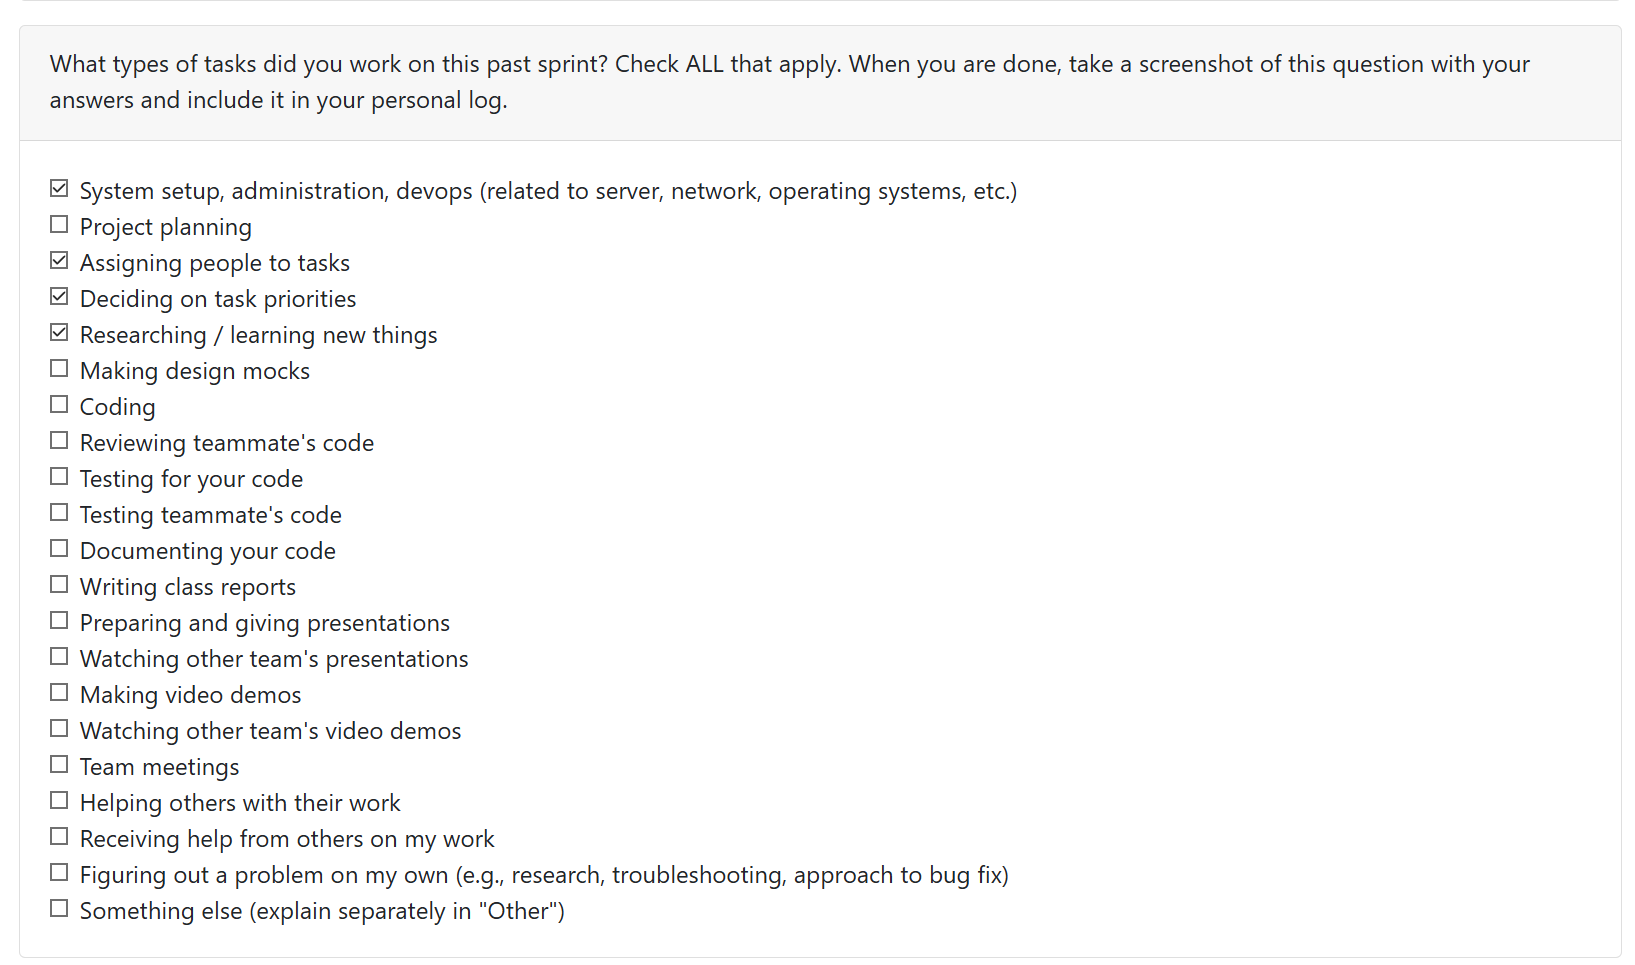 What types of tasks did you work on this past sprint? Check ALL that apply. When you are done, take a screenshot of this question with your
answers and include it in your personal log.
System setup, administration, devops (related to server, network, operating systems, etc.)
Project planning
Assigning people to tasks
Deciding on task priorities
Researching / learning new things
Making design mocks
Coding
Reviewing teammate's code
Testing for your code
Testing teammate's code
Documenting your code
Writing class reports
Preparing and giving presentations
Watching other team's presentations
Making video demos
Watching other team's video demos
Team meetings
Helping others with their work
Receiving help from others on my work
Figuring out a problem on my own (e.g., research, troubleshooting, approach to bug fix)
Something else (explain separately in "Other")